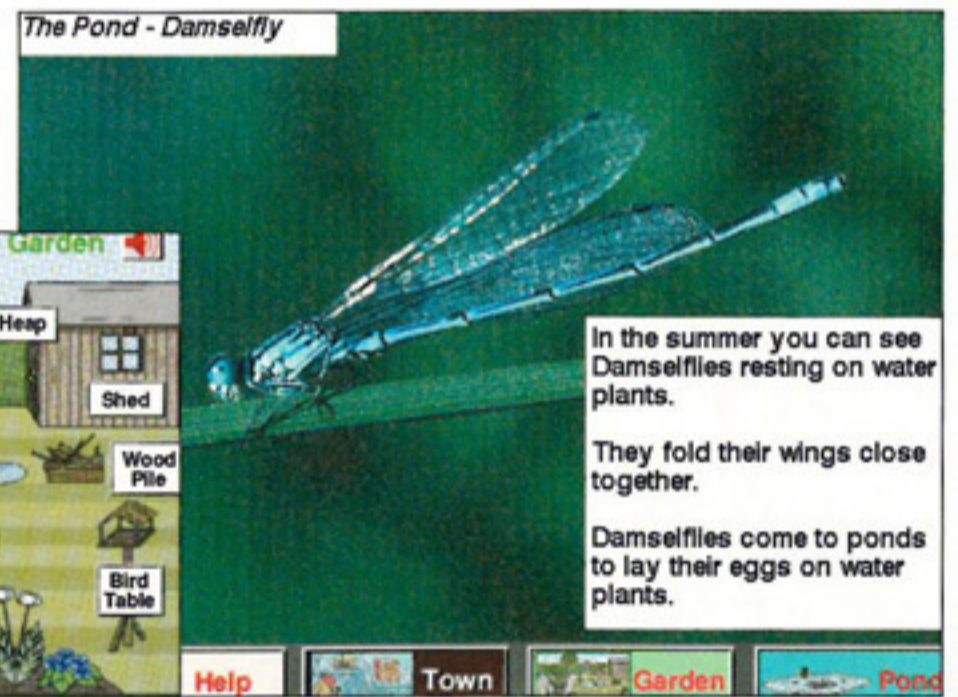 The Pond - Damselfly
Garden
Heap
Shed
Wood
Pile
Bird
Table
In the summer you can see
Damselflies resting on water
plants.
They fold their wings close
together.
Damselflies come to ponds
to lay their eggs on water
plants.
Help
Town
Garden
Pond